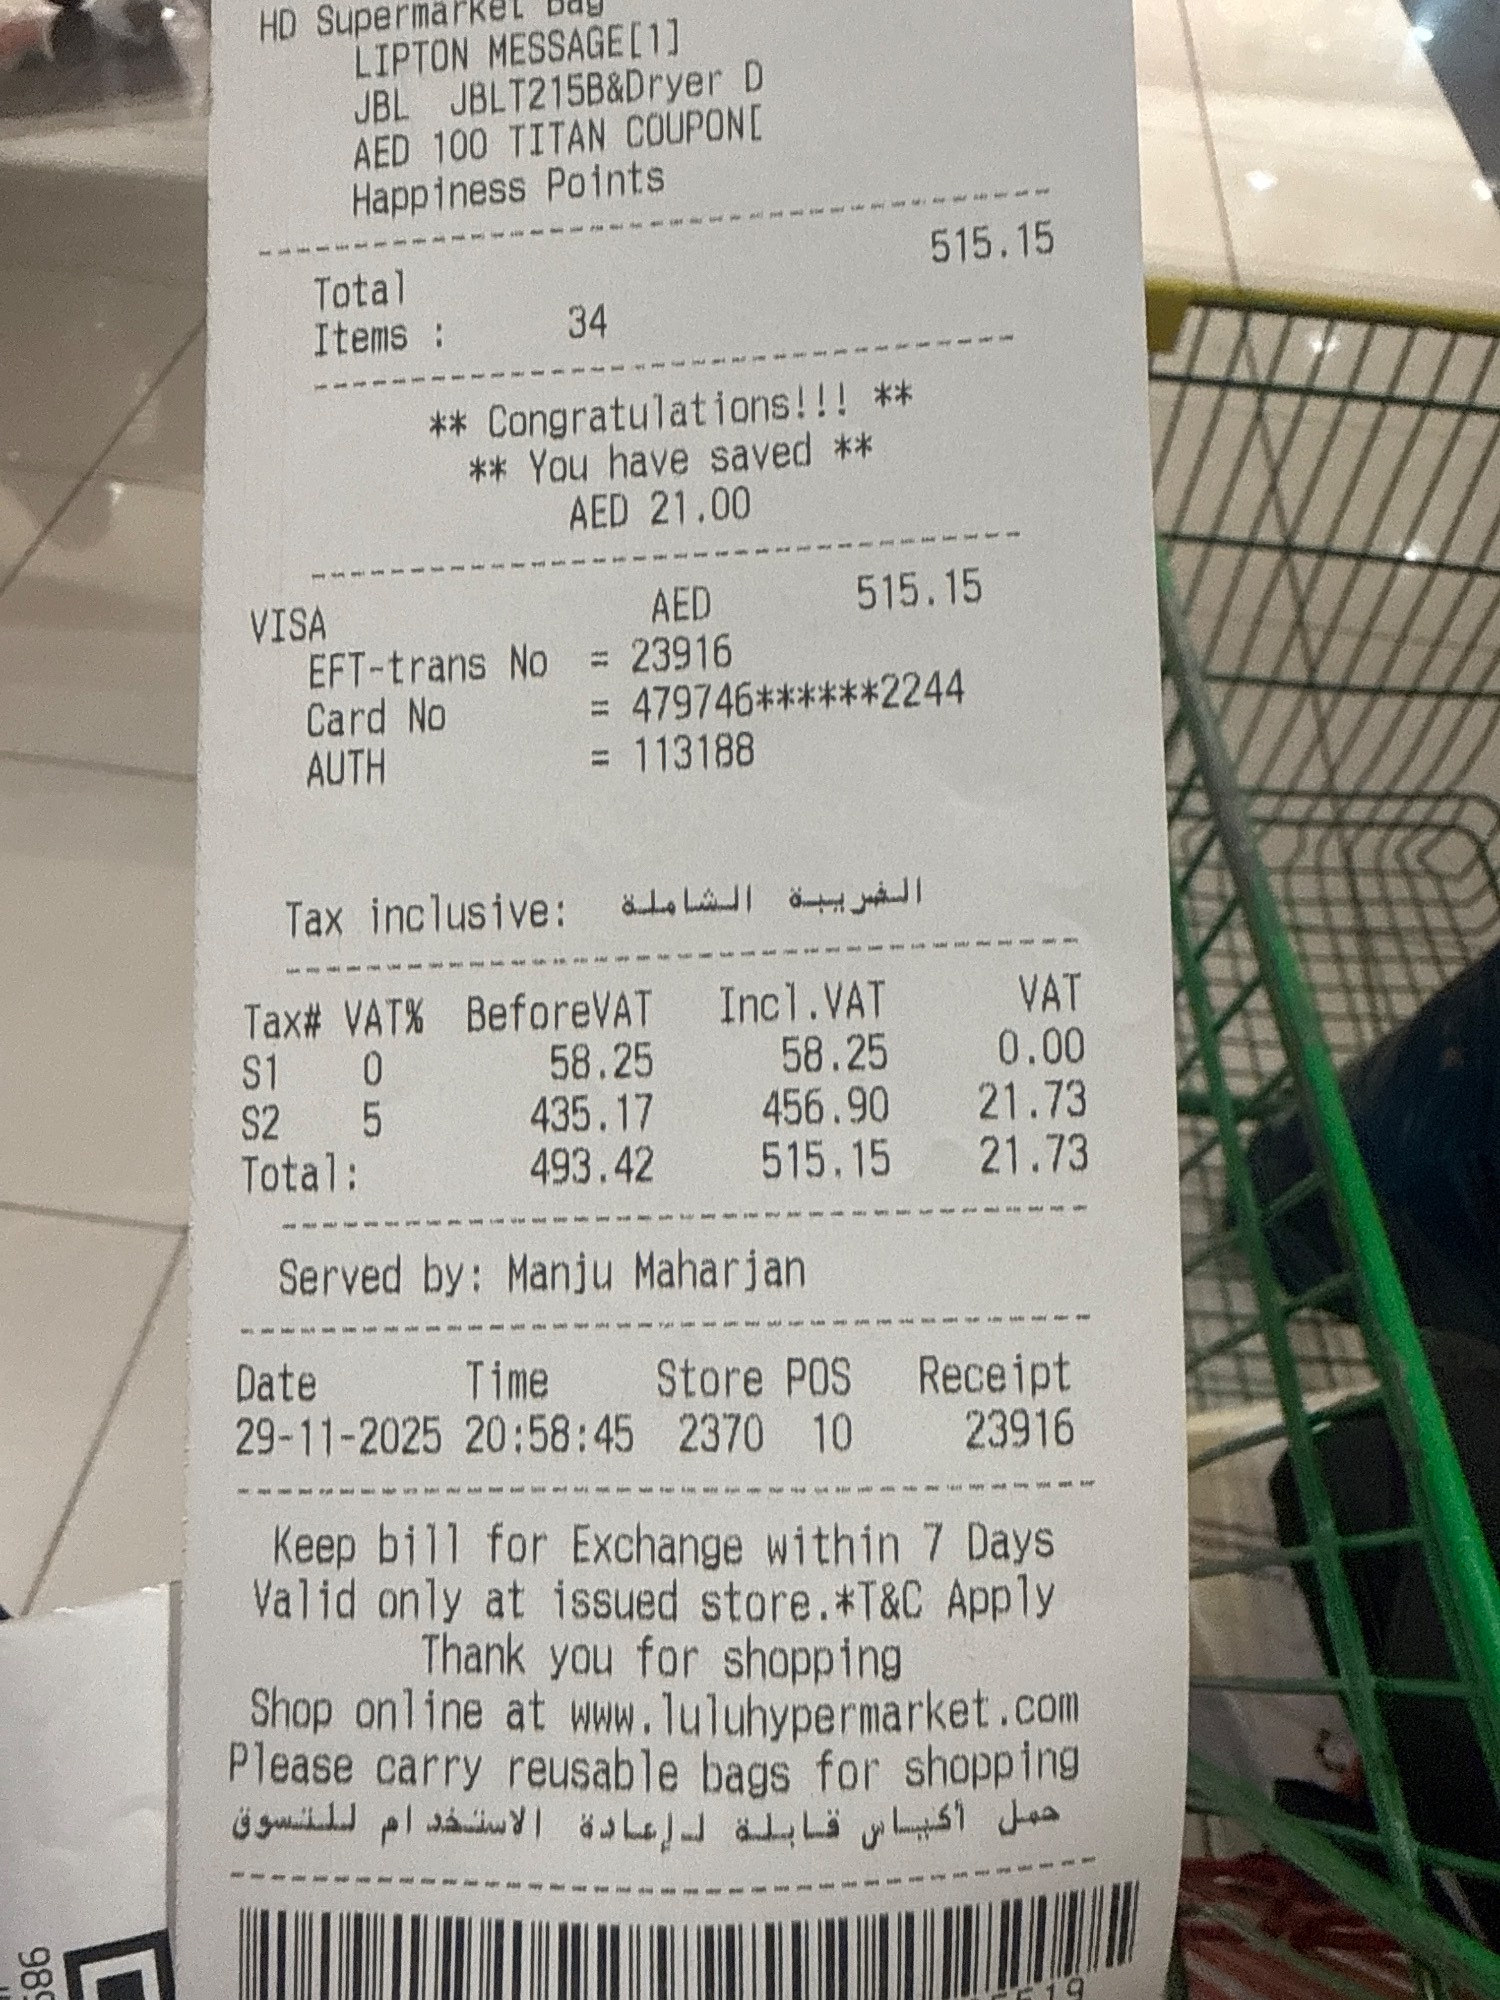 HD Supermarket Bag
LIPTON MESSAGE[1]
JBL JBLT215B&Dryer D
AED 100 TITAN COUPON[
Happiness Points
Total 515.15
Items : 34
** Congratulations!!! **
** You have saved **
AED 21.00
VISA AED 515.15
EFT-trans No = 23916
Card No = 479746******2244
AUTH = 113188
Tax inclusive: الضريبة الشاملة
Tax# VAT% BeforeVAT Incl.VAT VAT
S1 0 58.25 58.25 0.00
S2 5 435.17 456.90 21.73
Total: 493.42 515.15 21.73
Served by: Manju Maharjan
Date Time Store POS Receipt
29-11-2025 20:58:45 2370 10 23916
Keep bill for Exchange within 7 Days
Valid only at issued store.*T&C Apply
Thank you for shopping
Shop online at www.luluhypermarket.com
Please carry reusable bags for shopping
حمل أكياس قابلة لإعادة الاستخدام للتسوق